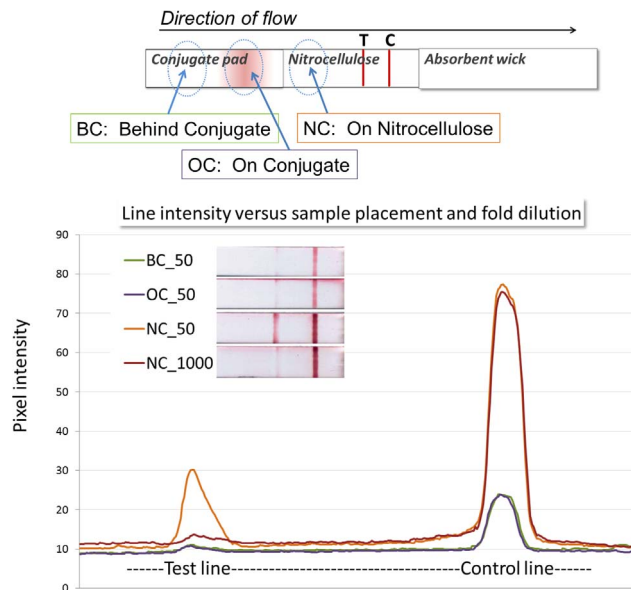 Direction of flow
T C
Conjugate pad Nitrocellulose Absorbent wick
BC: Behind Conjugate NC: On Nitrocellulose
OC: On Conjugate
Line intensity versus sample placement and fold dilution
90
80
70
60
50
40
30
20
10
0
Pixel intensity
BC_50
OC_50
NC_50
NC_1000
-----Test line-----------------------------Control line------